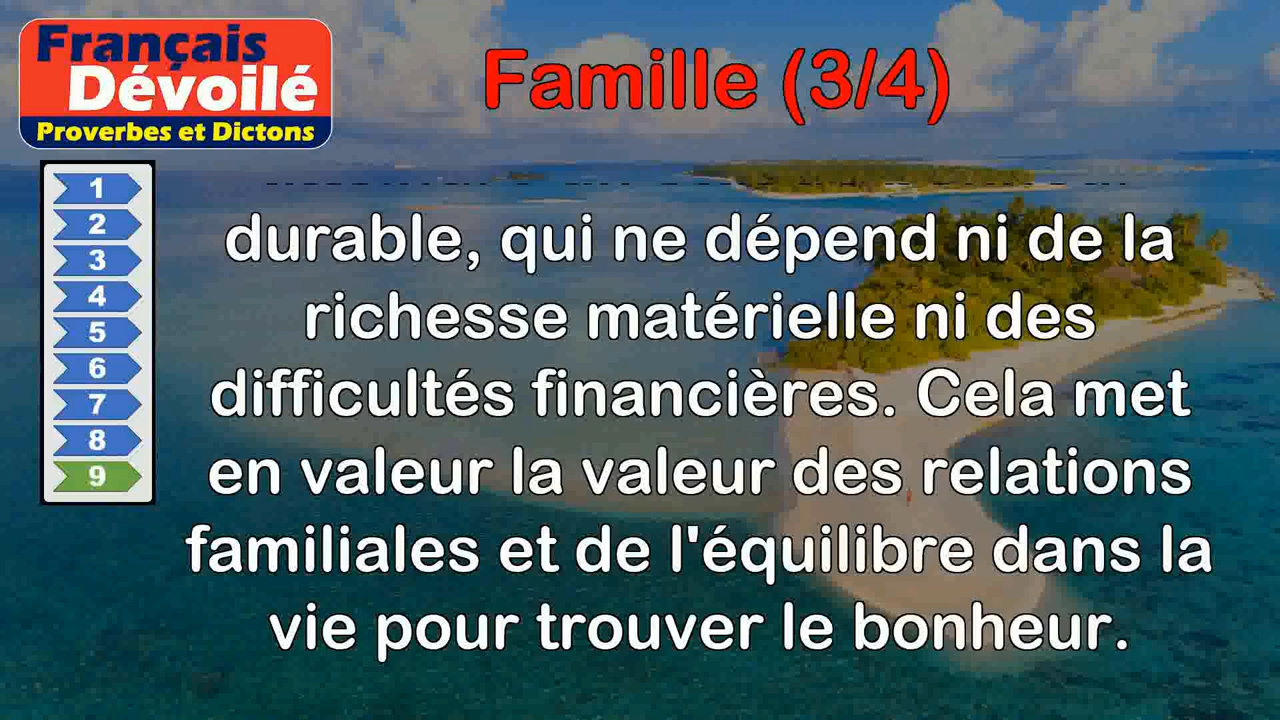 Français
Dévoilé
Proverbes et Dictons
Famille (3/4)
1
2
3
4
5
6
7
8
9
durable, qui ne dépend ni de la
richesse matérielle ni des
difficultés financières. Cela met
en valeur la valeur des relations
familiales et de l'équilibre dans la
vie pour trouver le bonheur.